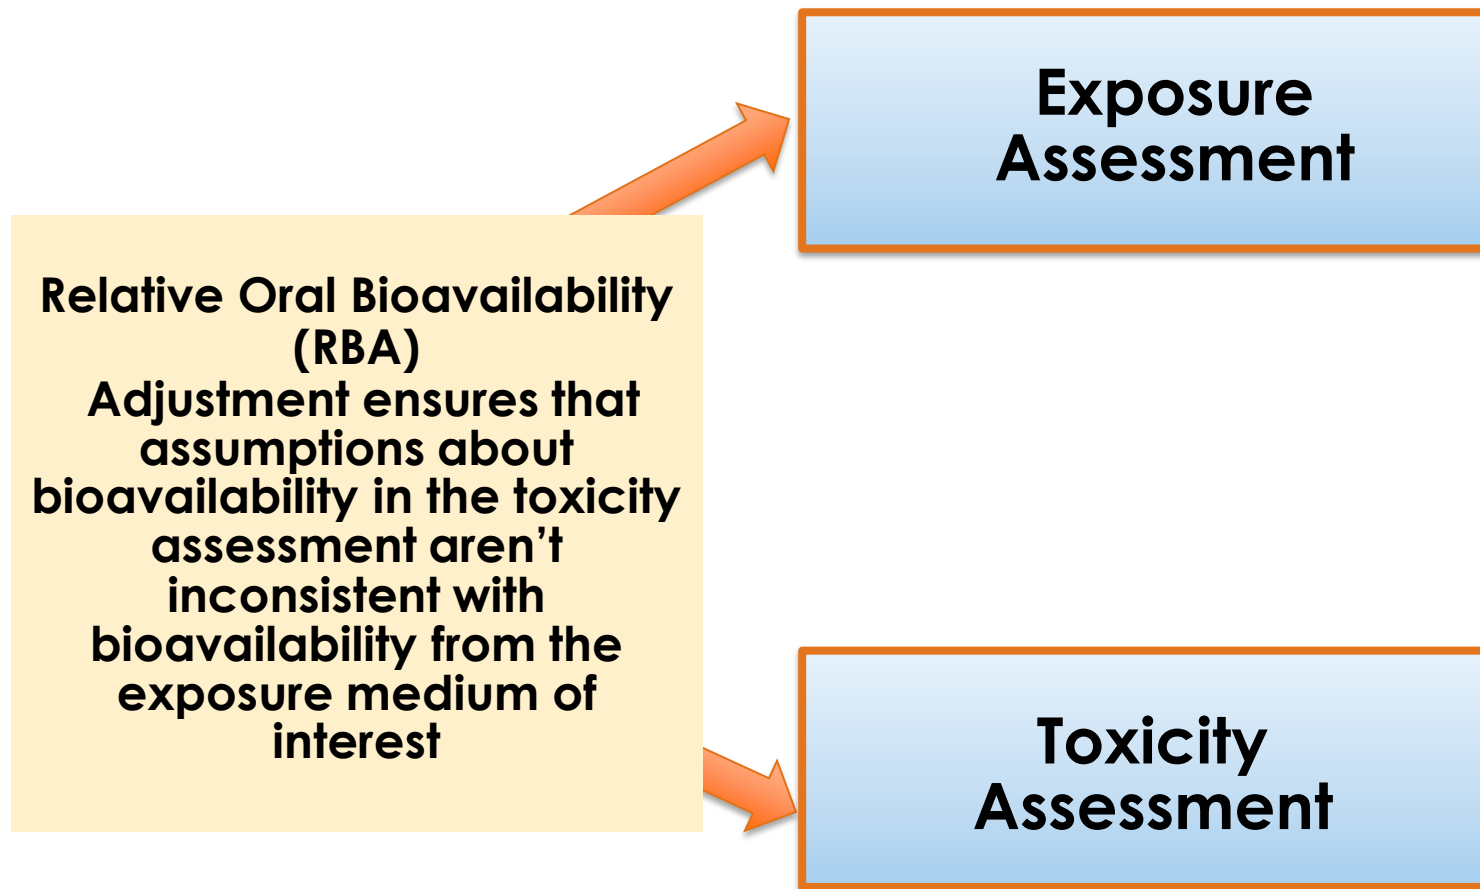 Exposure
Assessment
Relative Oral Bioavailability
(RBA)
Adjustment ensures that
assumptions about
bioavailability in the toxicity
assessment aren’t
inconsistent with
bioavailability from the
exposure medium of
interest
Toxicity
Assessment